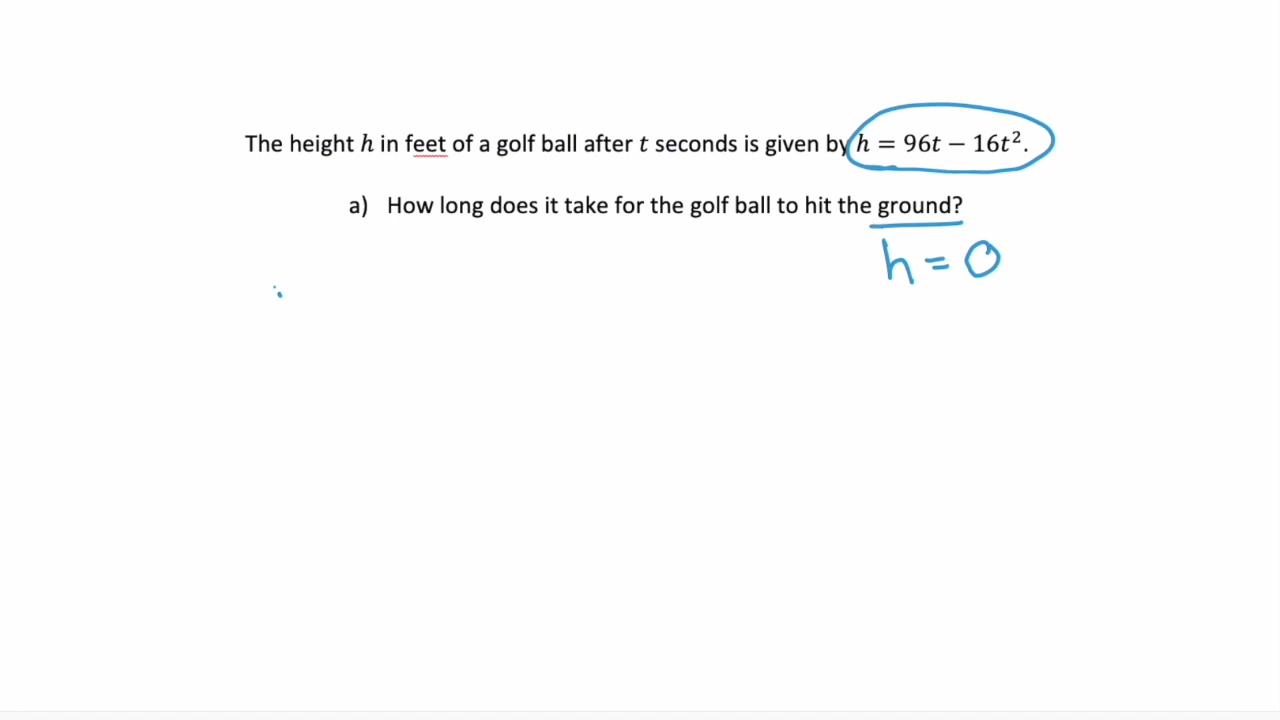 The height h in feet of a golf ball after t seconds is given by h = 96t − 16t².
a) How long does it take for the golf ball to hit the ground?
h = 0